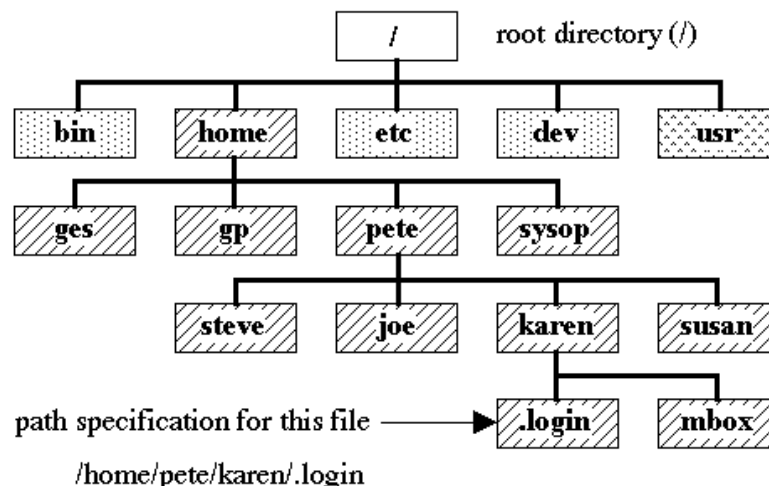 / root directory (/)
bin home etc dev usr
ges gp pete sysop
steve joe karen susan
path specification for this file .login mbox
/home/pete/karen/.login